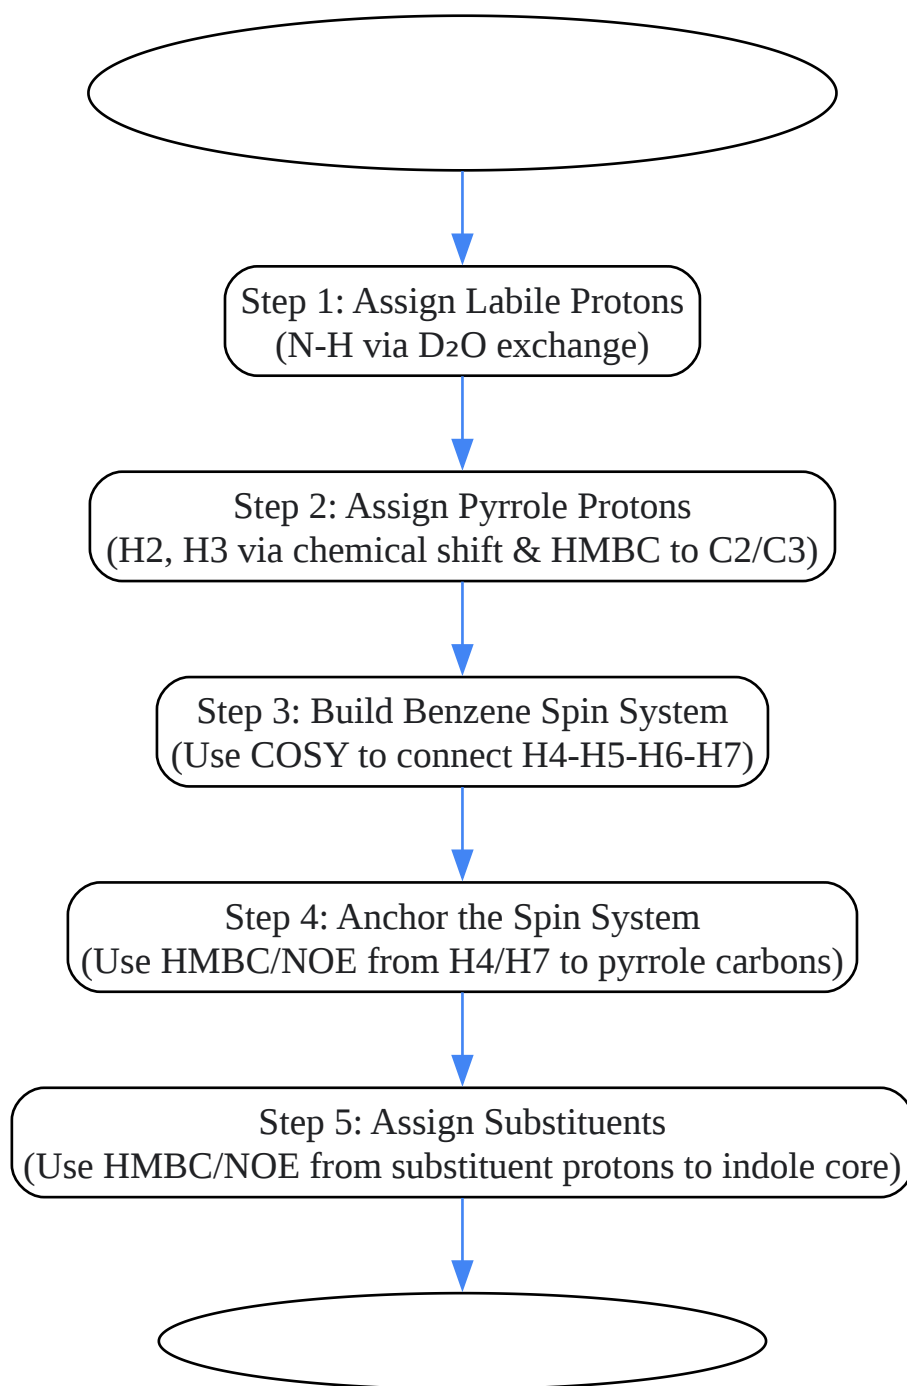 Step 1: Assign Labile Protons
(N-H via D₂O exchange)
Step 2: Assign Pyrrole Protons
(H2, H3 via chemical shift & HMBC to C2/C3)
Step 3: Build Benzene Spin System
(Use COSY to connect H4-H5-H6-H7)
Step 4: Anchor the Spin System
(Use HMBC/NOE from H4/H7 to pyrrole carbons)
Step 5: Assign Substituents
(Use HMBC/NOE from substituent protons to indole core)